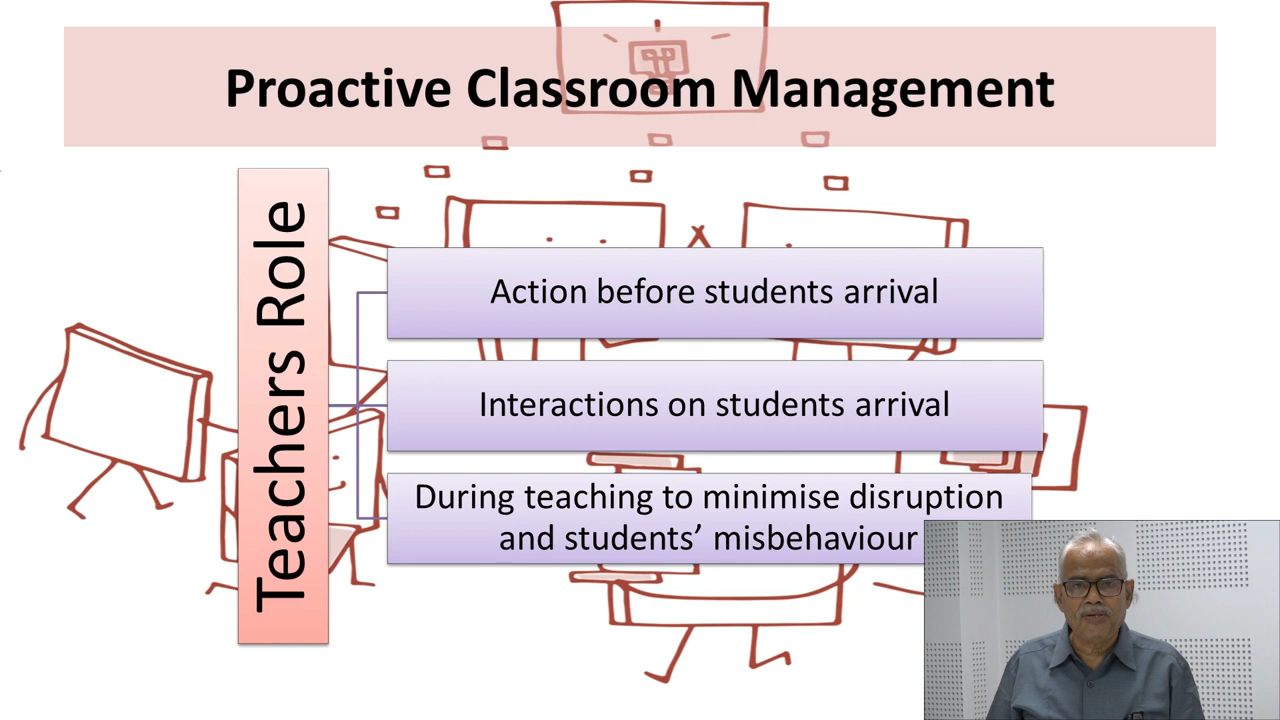 Proactive Classroom Management
Teachers Role
Action before students arrival
Interactions on students arrival
During teaching to minimise disruption
and students’ misbehaviour